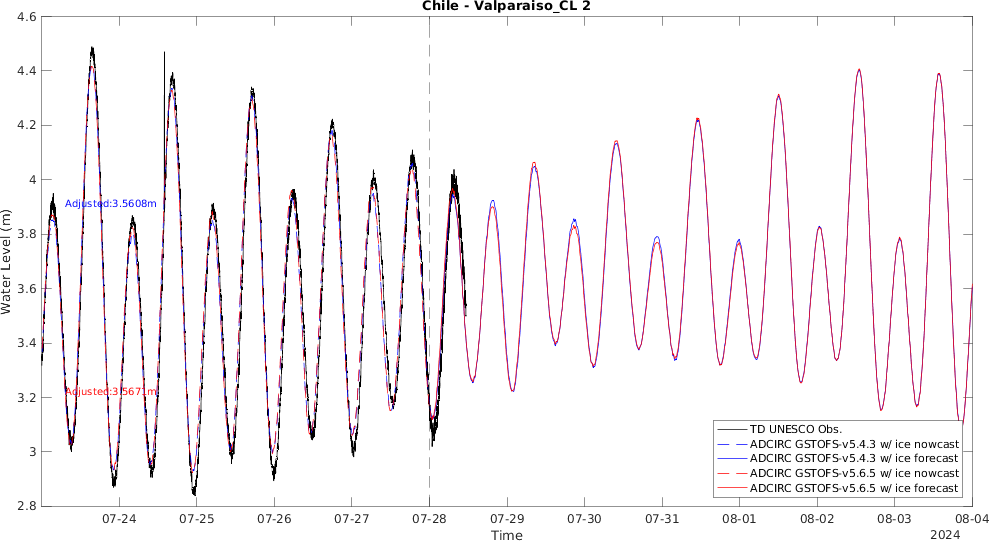 Chile - Valparaiso_CL 2
4.6
4.4
4.2
4
3.8
3.6
3.4
3.2
3
2.8
Water Level (m)
Adjusted:3.5608m
Adjusted:3.5671m
TD UNESCO Obs.
ADCIRC GSTOFS-v5.4.3 w/ ice nowcast
ADCIRC GSTOFS-v5.4.3 w/ ice forecast
ADCIRC GSTOFS-v5.6.5 w/ ice nowcast
ADCIRC GSTOFS-v5.6.5 w/ ice forecast
07-24 07-25 07-26 07-27 07-28 07-29 07-30 07-31 08-01 08-02 08-03 08-04
Time
2024